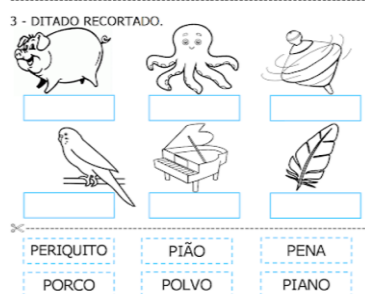 3 - DITADO RECORTADO.
PERIQUITO PIÃO PENA
PORCO POLVO PIANO